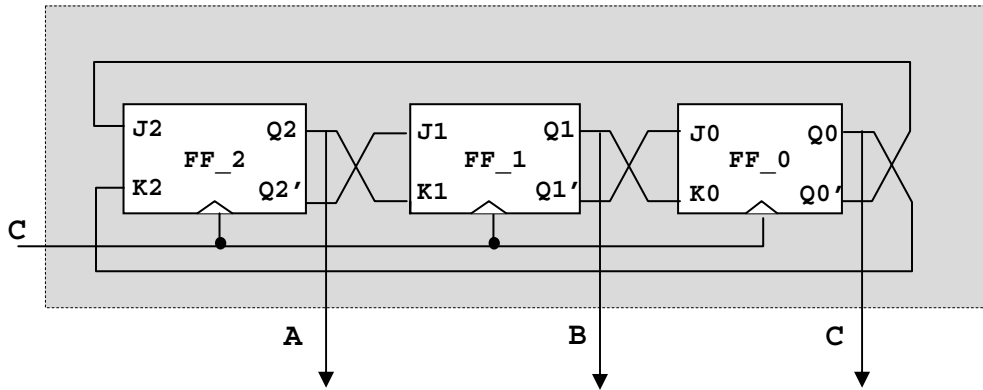 J2 Q2 J1 Q1 J0 Q0
FF_2 FF_1 FF_0
K2 Q2’ K1 Q1’ K0 Q0’
C
A B C